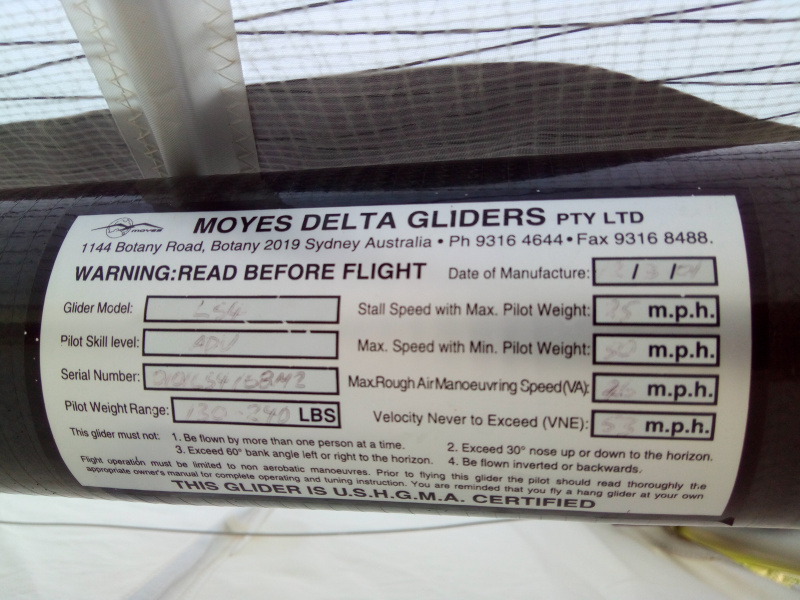 MOYES
MOYES DELTA GLIDERS PTY LTD
1144 Botany Road, Botany 2019 Sydney Australia • Ph 9316 4644 • Fax 9316 8488.
WARNING:READ BEFORE FLIGHT
Date of Manufacture: / /
Glider Model:
Stall Speed with Max. Pilot Weight: m.p.h.
Pilot Skill level: ADV
Max. Speed with Min. Pilot Weight: m.p.h.
Serial Number:
Max.Rough Air Manoeuvring Speed(VA): m.p.h.
Pilot Weight Range: LBS
Velocity Never to Exceed (VNE): 53 m.p.h.
This glider must not: 1. Be flown by more than one person at a time. 2. Exceed 30° nose up or down to the horizon.
3. Exceed 60° bank angle left or right to the horizon. 4. Be flown inverted or backwards.
Flight operation must be limited to non aerobatic manoeuvres. Prior to flying this glider the pilot should read thoroughly the
appropriate owner's manual for complete operating and tuning instruction. You are reminded that you fly a hang glider at your own
THIS GLIDER IS U.S.H.G.M.A. CERTIFIED